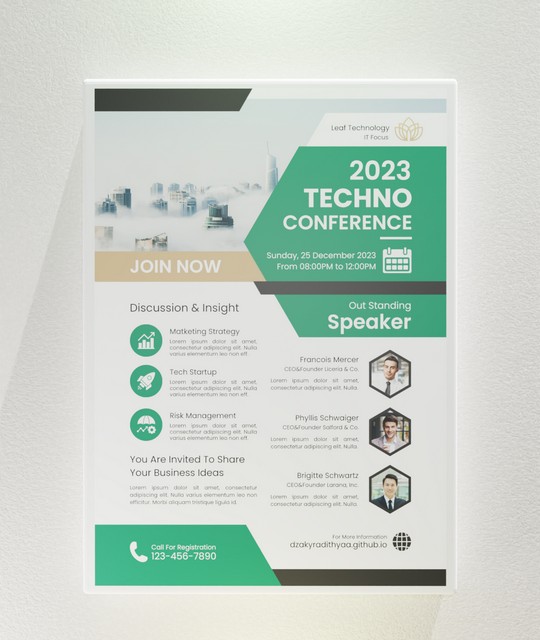 Leaf Technology
IT Focus
2023
TECHNO
CONFERENCE
Sunday, 25 December 2023
From 08:00PM to 12:00PM
JOIN NOW
Out Standing
Speaker
Discussion & Insight
Marketing Strategy
Lorem ipsum dolor sit amet,
consectetur adipiscing elit. Nulla
varius elementum leo non eff.
Tech Startup
Lorem ipsum dolor sit amet,
consectetur adipiscing elit. Nulla
varius elementum leo non eff.
Risk Management
Lorem ipsum dolor sit amet,
consectetur adipiscing elit. Nulla
varius elementum leo non eff.
You Are Invited To Share
Your Business Ideas
Lorem ipsum dolor sit amet, consectetur
adipiscing elit. Nulla varius elementum leo non
efficitur. Morbi aliquam tristique ligula id.
Francois Mercer
CEO&Founder Liceria & Co.
Lorem ipsum dolor sit amet,
consectetur adipiscing elit. Nulla
Phyllis Schwaiger
CEO&Founder Salford & Co.
Lorem ipsum dolor sit amet,
consectetur adipiscing elit. Nulla
Brigitte Schwartz
CEO&Founder Larana, Inc.
Lorem ipsum dolor sit amet,
consectetur adipiscing elit. Nulla
Call For Registration
123-456-7890
For More Information
dzakyradithyaa.github.io